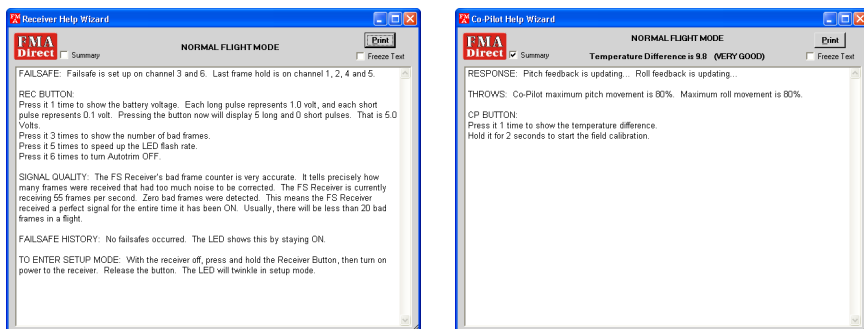 Receiver Help Wizard
FMA
Direct
Summary
NORMAL FLIGHT MODE
Print
Freeze Text
FAILSAFE: Failsafe is set up on channel 3 and 6. Last frame hold is on channel 1, 2, 4 and 5.
REC BUTTON:
Press it 1 time to show the battery voltage. Each long pulse represents 1.0 volt, and each short
pulse represents 0.1 volt. Pressing the button now will display 5 long and 0 short pulses. That is 5.0
Volts.
Press it 3 times to show the number of bad frames.
Press it 5 times to speed up the LED flash rate.
Press it 6 times to turn Autotrim OFF.
SIGNAL QUALITY: The FS Receiver's bad frame counter is very accurate. It tells precisely how
many frames were received that had too much noise to be corrected. The FS Receiver is currently
receiving 55 frames per second. Zero bad frames were detected. This means the FS Receiver
received a perfect signal for the entire time it has been ON. Usually, there will be less than 20 bad
frames in a flight.
FAILSAFE HISTORY: No failsafes occurred. The LED shows this by staying ON.
TO ENTER SETUP MODE: With the receiver off, press and hold the Receiver Button, then turn on
power to the receiver. Release the button. The LED will twinkle in setup mode.
Co-Pilot Help Wizard
FMA
Direct
Summary
NORMAL FLIGHT MODE
Temperature Difference is 9.8 (VERY GOOD)
Print
Freeze Text
RESPONSE: Pitch feedback is updating... Roll feedback is updating...
THROWS: Co-Pilot maximum pitch movement is 80%. Maximum roll movement is 80%.
CP BUTTON:
Press it 1 time to show the temperature difference.
Hold it for 2 seconds to start the field calibration.